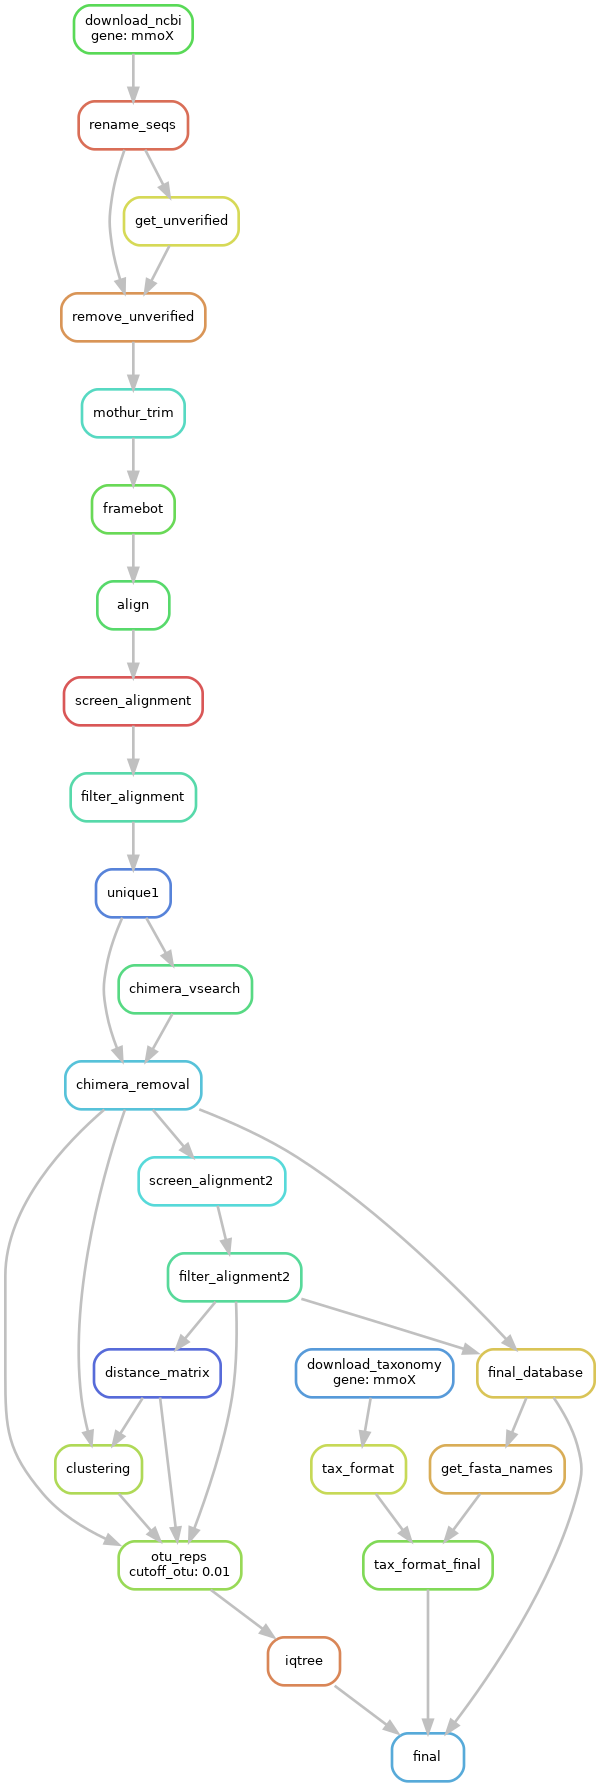 download_ncbi
gene: mmoX
rename_seqs
get_unverified
remove_unverified
mothur_trim
framebot
align
screen_alignment
filter_alignment
unique1
chimera_vsearch
chimera_removal
screen_alignment2
filter_alignment2
distance_matrix
download_taxonomy
gene: mmoX
final_database
clustering
tax_format
get_fasta_names
otu_reps
cutoff_otu: 0.01
tax_format_final
iqtree
final